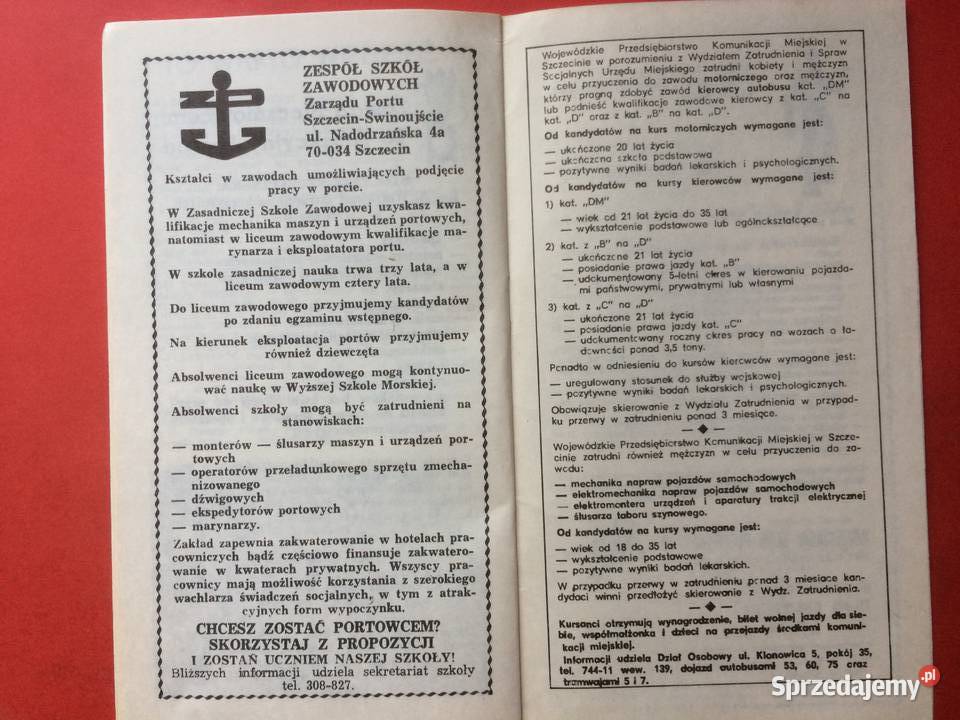 ZESPÓŁ SZKÓŁ
ZAWODOWYCH
Zarządu Portu
Szczecin-Świnoujście
ul. Nadodrzańska 4a
70-034 Szczecin
Kształci w zawodach umożliwiających podjęcie
pracy w porcie.
W Zasadniczej Szkole Zawodowej uzyskasz kwa-
lifikacje mechanika maszyn i urządzeń portowych,
natomiast w liceum zawodowym kwalifikacje ma-
rynarza i eksploatatora portu.
W szkole zasadniczej nauka trwa trzy lata, a w
liceum zawodowym cztery lata.
Do liceum zawodowego przyjmujemy kandydatów
po zdaniu egzaminu wstępnego.
Na kierunek eksploatacja portów przyjmujemy
również dziewczęta
Absolwenci liceum zawodowego mogą kontynuo-
wać naukę w Wyższej Szkole Morskiej.
Absolwenci szkoły mogą być zatrudnieni na
stanowiskach:
— monterów — ślusarzy maszyn i urządzeń por-
towych
— operatorów przeładunkowego sprzętu zmecha-
nizowanego
— dźwigowych
— ekspedytorów portowych
— marynarzy.
Zakład zapewnia zakwaterowanie w hotelach pra-
cowniczych bądź częściowo finansuje zakwatero-
wanie w kwaterach prywatnych. Wszyscy pra-
cownicy mają możliwość korzystania z szerokiego
wachlarza świadczeń socjalnych, w tym z atrak-
cyjnych form wypoczynku.
CHCESZ ZOSTAĆ PORTOWCEM?
SKORZYSTAJ Z PROPOZYCJI
I ZOSTAŃ UCZNIEM NASZEJ SZKOŁY!
Bliższych informacji udziela sekretariat szkoły
tel. 308-827.
Wojewódzkie Przedsiębiorstwo Komunikacji Miejskiej w
Szczecinie w porozumieniu z Wydziałem Zatrudnienia i Spraw
Socjalnych Urzędu Miejskiego zatrudni kobiety i mężczyzn
w celu przyuczenia do zawodu motorniczego oraz mężczyzn,
którzy pragną zdobyć zawód kierowcy autobusu kat. „DM"
lub podnieść kwalifikacje zawodowe kierowcy z kat. „C" na
kat. „D" oraz z kat. „B" na kat. „D".
Od kandydatów na kurs motorniczych wymagane jest:
— ukończone 20 lat życia
— ukończona szkoła podstawowa
— pozytywne wyniki badań lekarskich i psychologicznych.
Od kandydatów na kursy kierowców wymagane jest:
1) kat. „DM"
— wiek od 21 lat życia do 35 lat
— wykształcenie podstawowe lub ogólnokształcące
2) kat. z „B" na „D"
— ukończone 21 lat życia
— posiadanie prawa jazdy kat. „B"
— udokumentowany 5-letni okres w kierowaniu pojazda-
mi państwowymi, prywatnymi lub własnymi
3) kat. z „C" na „D"
— ukończone 21 lat życia
— posiadanie prawa jazdy kat. „C"
— udokumentowany roczny okres pracy na wozach o ła-
downości ponad 3,5 tony.
Ponadto w odniesieniu do kursów kierowców wymagane jest:
— uregulowany stosunek do służby wojskowej
— pozytywne wyniki badań lekarskich i psychologicznych.
Obowiązuje skierowanie z Wydziału Zatrudnienia w przypad-
ku przerwy w zatrudnieniu ponad 3 miesiące.
Wojewódzkie Przedsiębiorstwo Komunikacji Miejskiej w Szcze-
cinie zatrudni również mężczyzn w celu przyuczenia do za-
wodu:
— mechanika napraw pojazdów samochodowych
— elektromechanika napraw pojazdów samochodowych
— elektromontera urządzeń i aparatury trakcji elektrycznej
— ślusarza taboru szynowego.
Od kandydatów na kursy wymagane jest:
— wiek od 18 do 35 lat
— wykształcenie podstawowe
— pozytywne wyniki badań lekarskich.
W przypadku przerwy w zatrudnieniu ponad 3 miesiące kan-
dydaci winni przedłożyć skierowanie z Wydz. Zatrudnienia.
Kursanci otrzymują wynagrodzenie, bilet wolnej jazdy dla sie-
bie, współmałżonka i dzieci na przejazdy środkami komuni-
kacji miejskiej.
Informacji udziela Dział Osobowy ul. Klonowica 5, pokój 35,
tel. 744-11 wew. 139, dojazd autobusami 53, 60, 75 oraz
tramwajami 5 i 7.
Sprzedajemy.pl